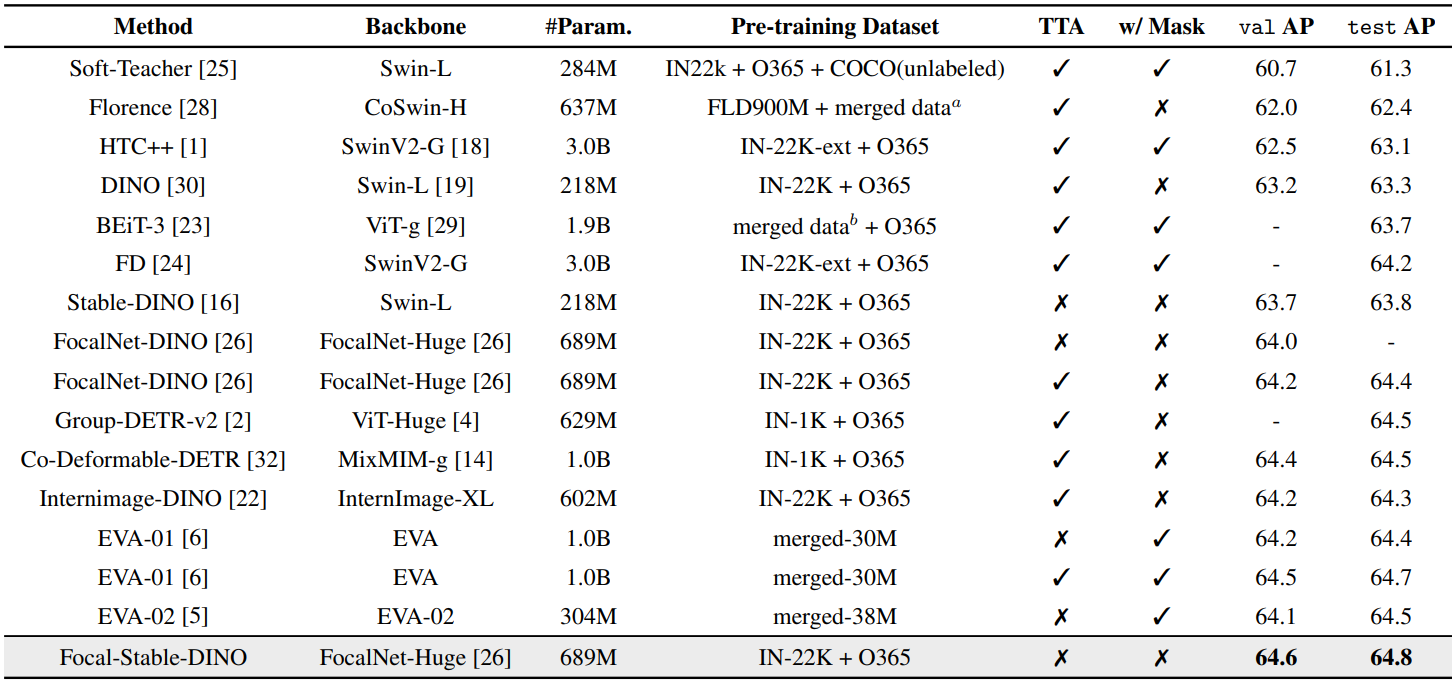 Method Backbone #Param. Pre-training Dataset TTA w/ Mask val AP test AP
Soft-Teacher [25] Swin-L 284M IN22k + O365 + COCO(unlabeled) ✓ ✓ 60.7 61.3
Florence [28] CoSwin-H 637M FLD900M + merged dataᵃ ✓ ✗ 62.0 62.4
HTC++ [1] SwinV2-G [18] 3.0B IN-22K-ext + O365 ✓ ✓ 62.5 63.1
DINO [30] Swin-L [19] 218M IN-22K + O365 ✓ ✗ 63.2 63.3
BEiT-3 [23] ViT-g [29] 1.9B merged dataᵇ + O365 ✓ ✓ - 63.7
FD [24] SwinV2-G 3.0B IN-22K-ext + O365 ✓ ✓ - 64.2
Stable-DINO [16] Swin-L 218M IN-22K + O365 ✗ ✗ 63.7 63.8
FocalNet-DINO [26] FocalNet-Huge [26] 689M IN-22K + O365 ✗ ✗ 64.0 -
FocalNet-DINO [26] FocalNet-Huge [26] 689M IN-22K + O365 ✓ ✗ 64.2 64.4
Group-DETR-v2 [2] ViT-Huge [4] 629M IN-1K + O365 ✓ ✗ - 64.5
Co-Deformable-DETR [32] MixMIM-g [14] 1.0B IN-1K + O365 ✓ ✗ 64.4 64.5
Internimage-DINO [22] InternImage-XL 602M IN-22K + O365 ✓ ✗ 64.2 64.3
EVA-01 [6] EVA 1.0B merged-30M ✗ ✓ 64.2 64.4
EVA-01 [6] EVA 1.0B merged-30M ✓ ✓ 64.5 64.7
EVA-02 [5] EVA-02 304M merged-38M ✗ ✓ 64.1 64.5
Focal-Stable-DINO FocalNet-Huge [26] 689M IN-22K + O365 ✗ ✗ 64.6 64.8